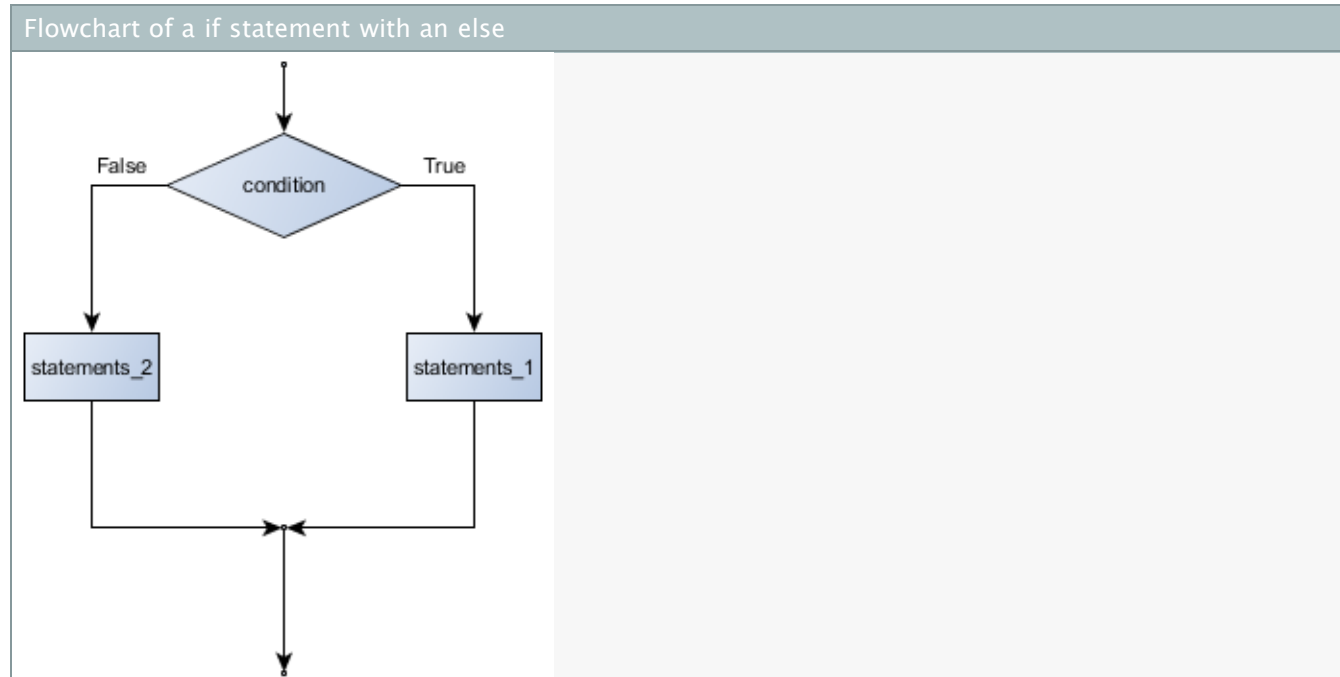 Flowchart of a if statement with an else
False
True
condition
statements_2
statements_1